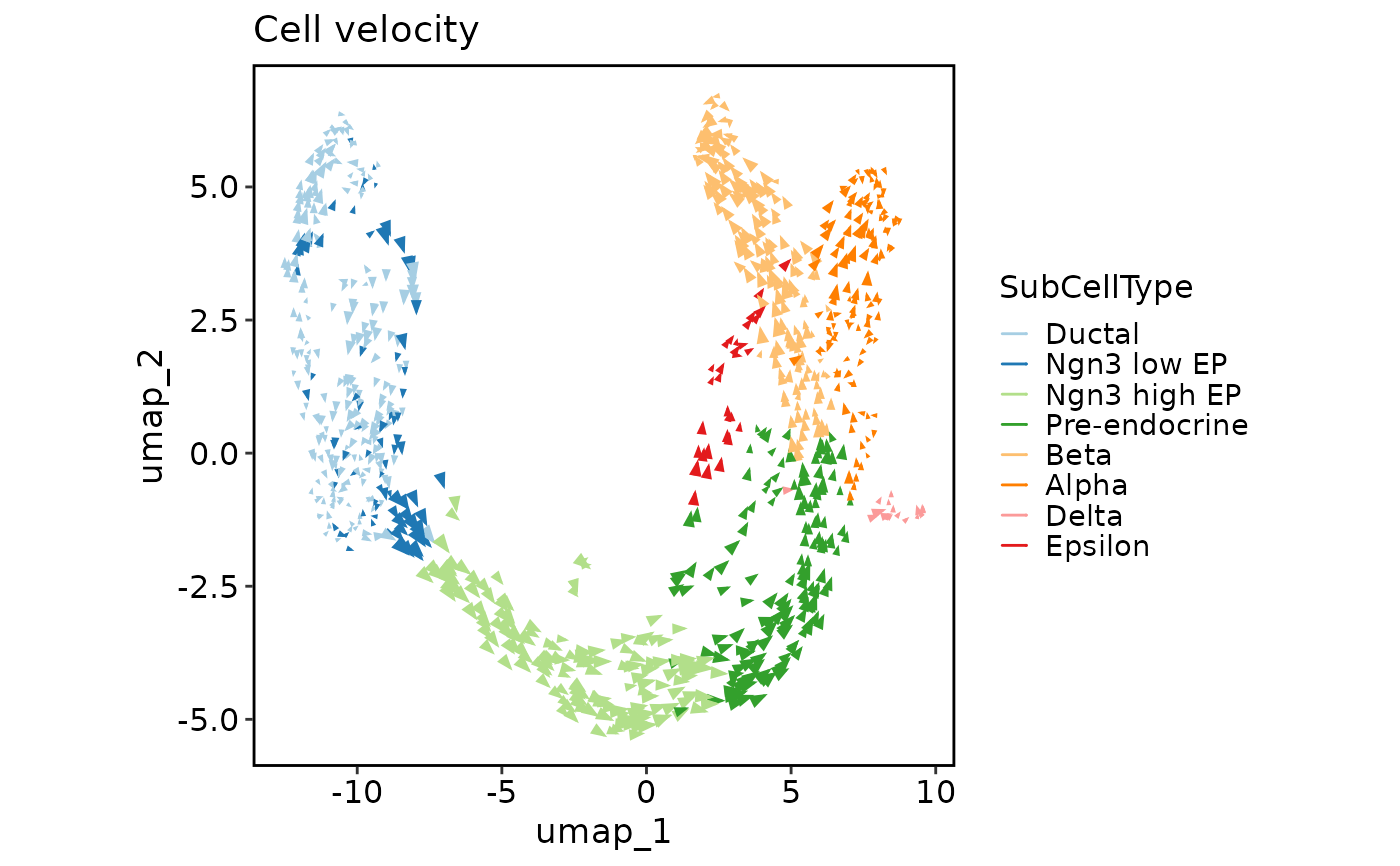 Cell velocity
umap_2
5.0
2.5
0.0
-2.5
-5.0
-10
-5
0
5
10
umap_1
SubCellType
Ductal
Ngn3 low EP
Ngn3 high EP
Pre-endocrine
Beta
Alpha
Delta
Epsilon